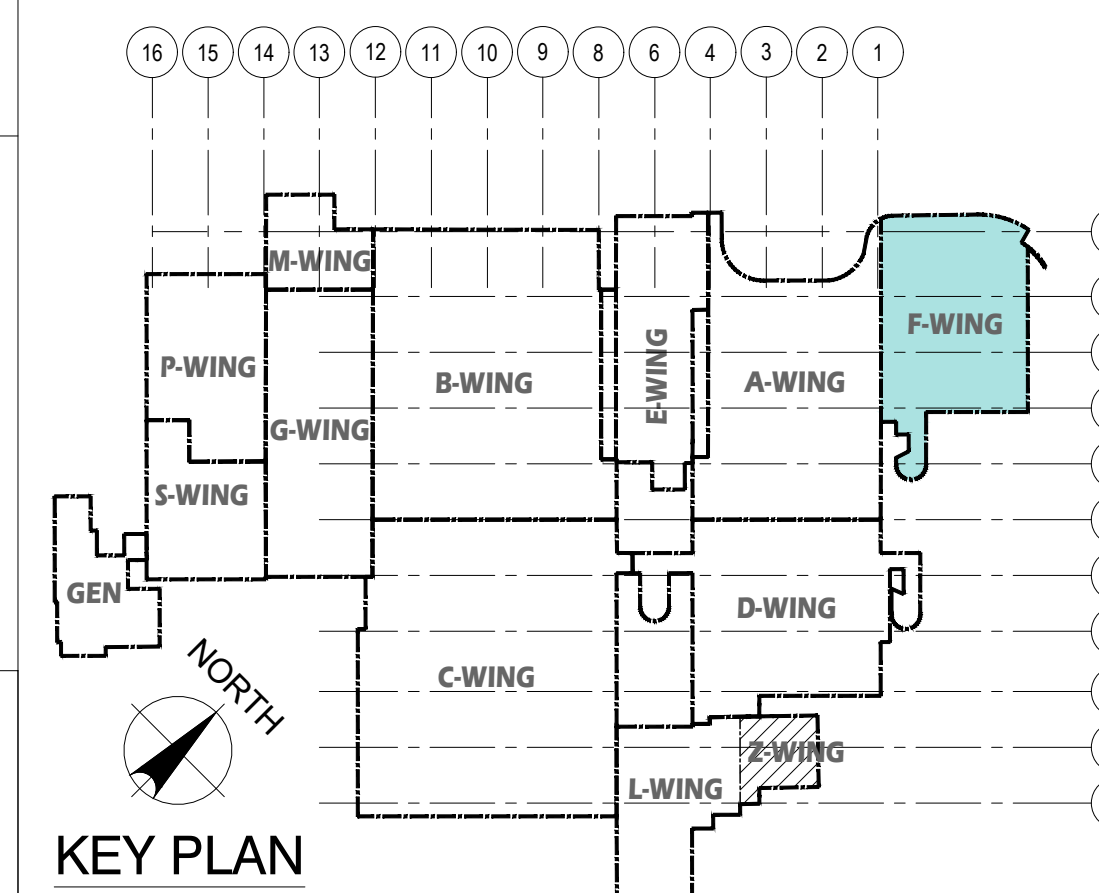 16 15 14 13 12 11 10 9 8 6 4 3 2 1
M-WING
F-WING
P-WING
B-WING
E-WING
A-WING
G-WING
S-WING
GEN
D-WING
C-WING
NORTH
Z-WING
L-WING
KEY PLAN